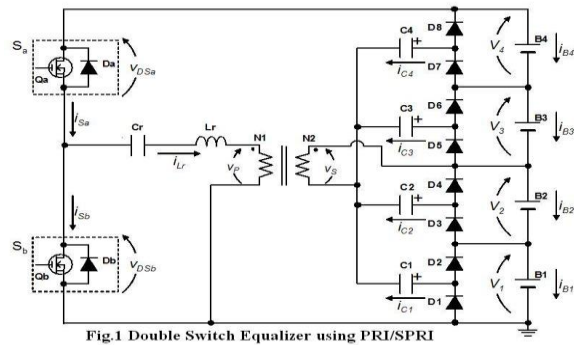 C4 + D8
Sa
Qa Da vDSa
iC4 D7
V4 B4 iB4
iSa
C3 + D6
Cr Lr N1 N2
iC3 D5
V3 B3 iB3
iLr vP vS
iSb
C2 + D4
iC2 D3
V2 B2 iB2
Sb
Qb Db vDSb
C1 + D2
iC1 D1
V1 B1 iB1
Fig.1 Double Switch Equalizer using PRI/SPRI